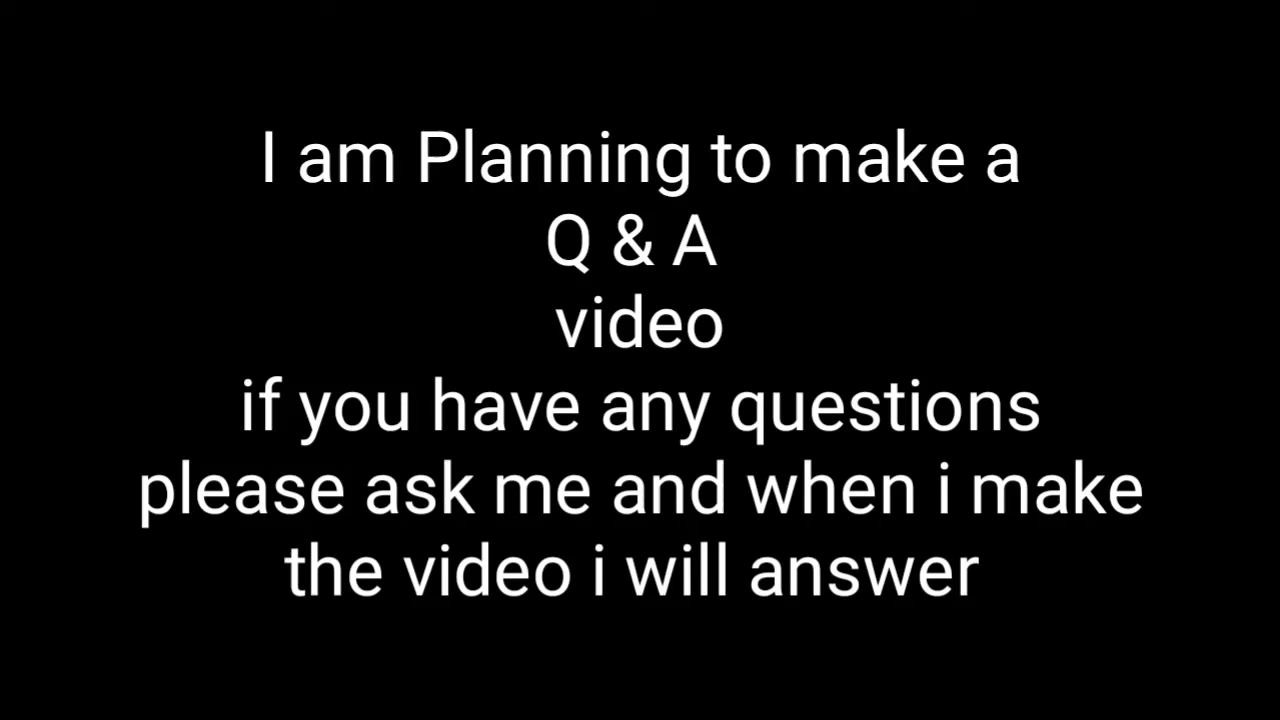 I am Planning to make a
Q & A
video
if you have any questions
please ask me and when i make
the video i will answer